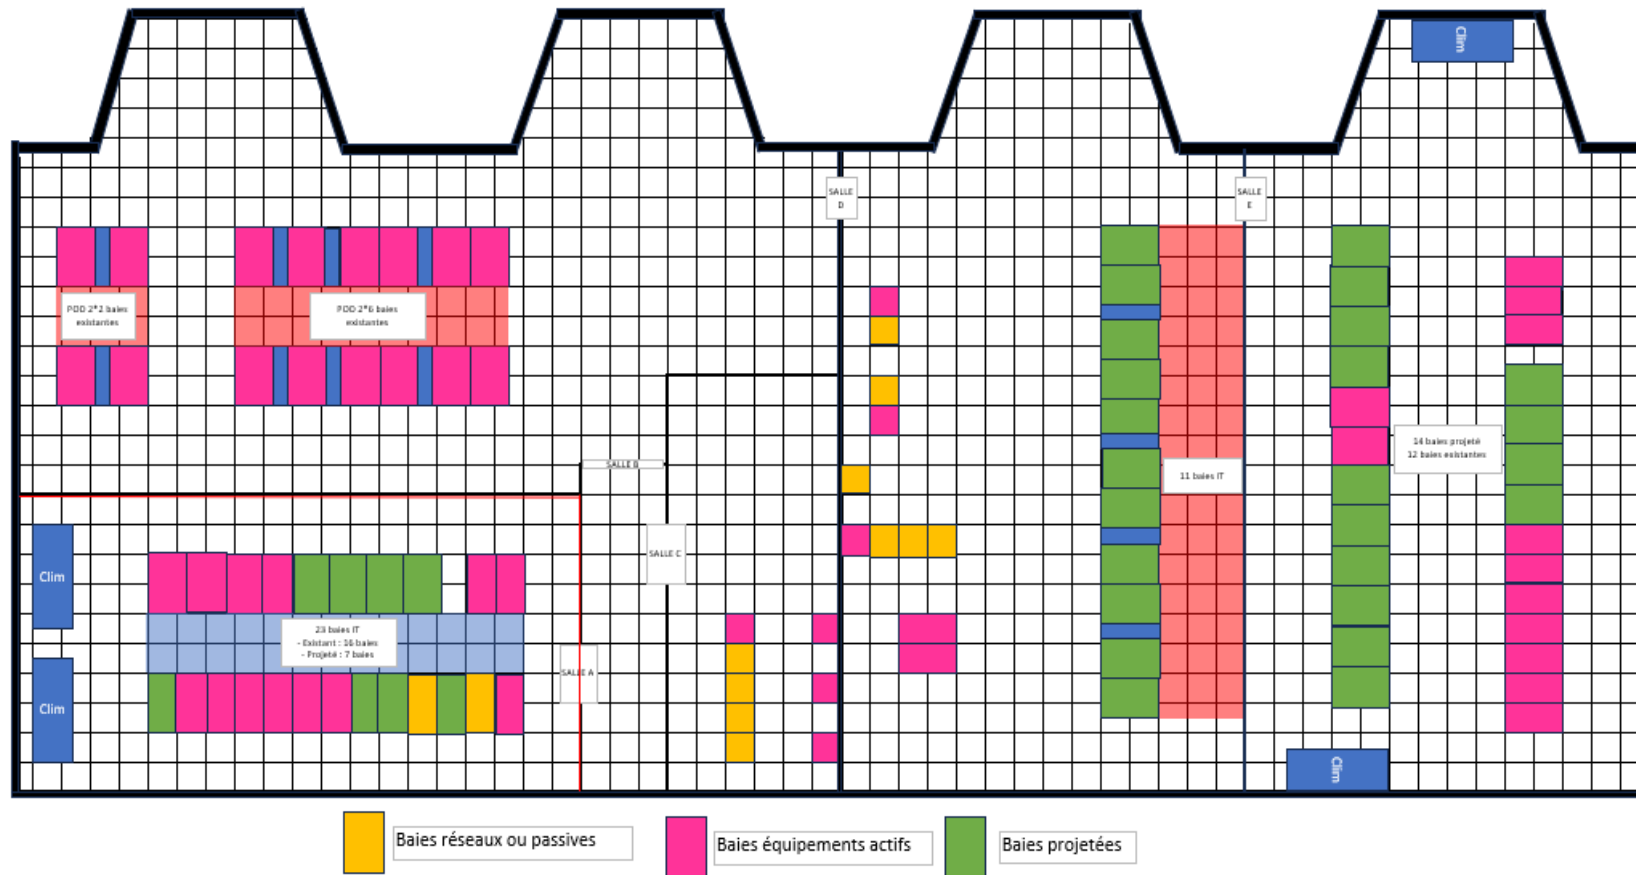 Clim
SALLE
D
SALLE
E
POD 2*2 baies
existantes
POD 2*6 baies
existantes
14 baies projeté
12 baies existantes
SALLE B
11 baies IT
SALLE C
Clim
23 baies IT
- Existant : 16 baies
- Projeté : 7 baies
SALLE A
Clim
Clim
Baies réseaux ou passives
Baies équipements actifs
Baies projetées